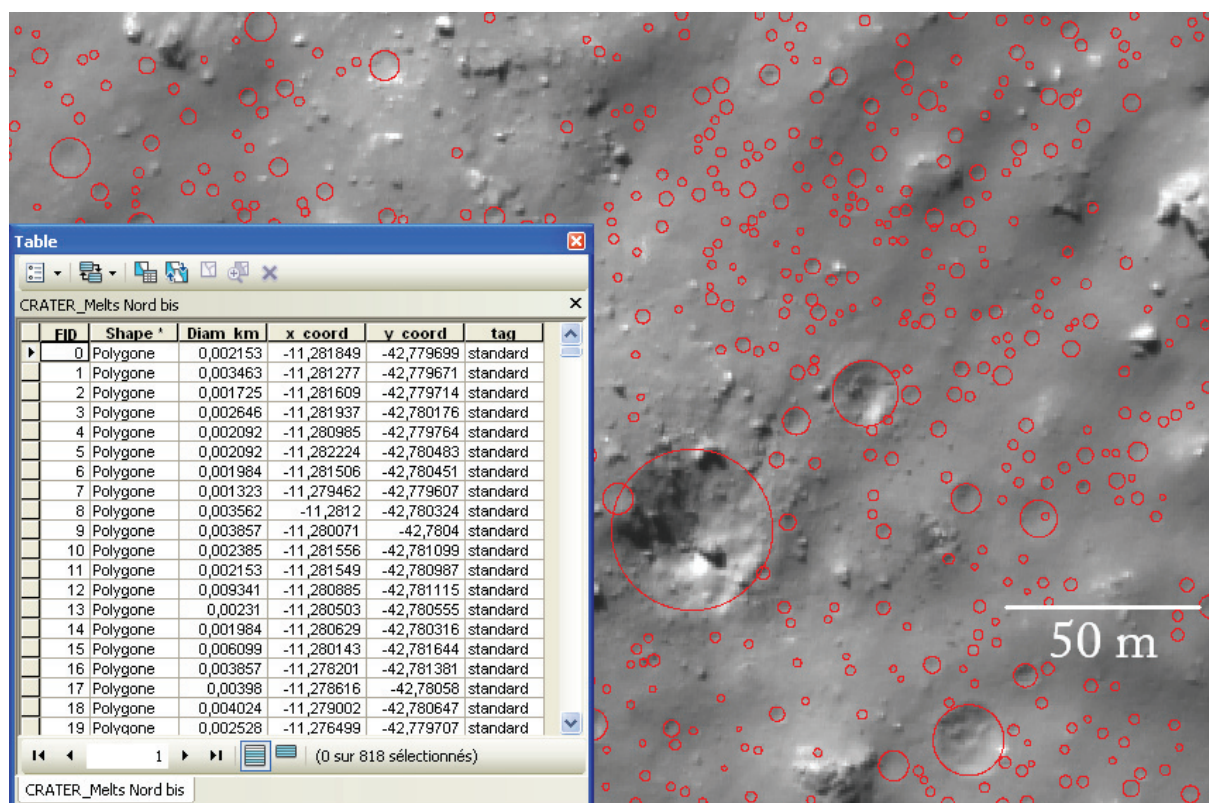 Table
CRATER_Melts Nord bis
FID Shape * Diam_km x_coord y_coord tag
0 Polygone 0,002153 -11,281849 -42,779699 standard
1 Polygone 0,003463 -11,281277 -42,779671 standard
2 Polygone 0,001725 -11,281609 -42,779714 standard
3 Polygone 0,002646 -11,281937 -42,780176 standard
4 Polygone 0,002092 -11,280985 -42,779764 standard
5 Polygone 0,002092 -11,282224 -42,780483 standard
6 Polygone 0,001984 -11,281506 -42,780451 standard
7 Polygone 0,001323 -11,279462 -42,779607 standard
8 Polygone 0,003562 -11,2812 -42,780324 standard
9 Polygone 0,003857 -11,280071 -42,7804 standard
10 Polygone 0,002385 -11,281556 -42,781099 standard
11 Polygone 0,002153 -11,281549 -42,780987 standard
12 Polygone 0,009341 -11,280885 -42,781115 standard
13 Polygone 0,00231 -11,280503 -42,780555 standard
14 Polygone 0,001984 -11,280629 -42,780316 standard
15 Polygone 0,006099 -11,280143 -42,781644 standard
16 Polygone 0,003857 -11,278201 -42,781381 standard
17 Polygone 0,00398 -11,278616 -42,78058 standard
18 Polygone 0,004024 -11,279002 -42,780647 standard
19 Polygone 0,002528 -11,276499 -42,779707 standard
1 (0 sur 818 sélectionnés)
CRATER_Melts Nord bis
50 m